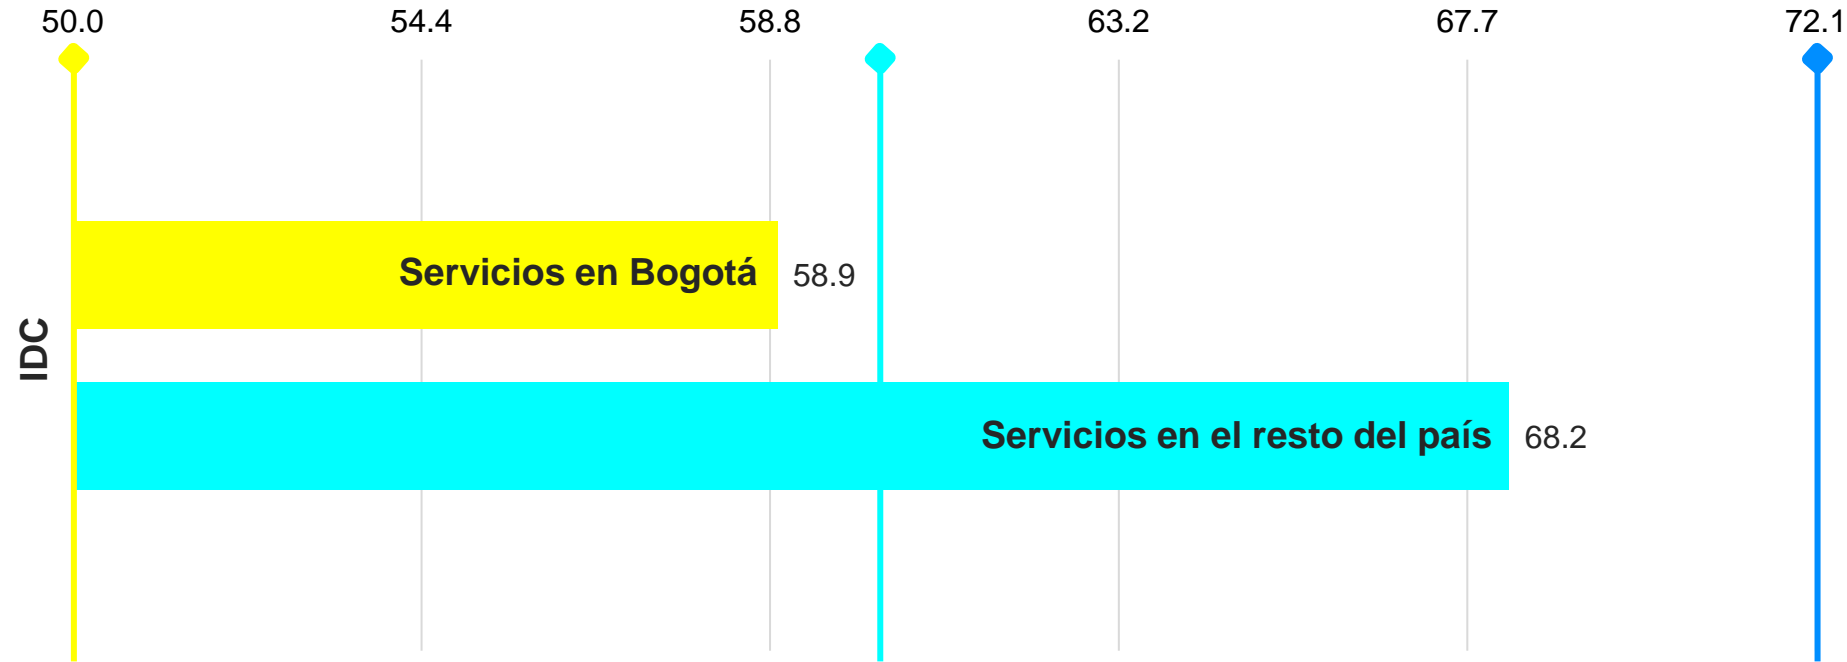 50.0 54.4 58.8 63.2 67.7 72.1
Servicios en Bogotá 58.9
IDC
Servicios en el resto del país 68.2